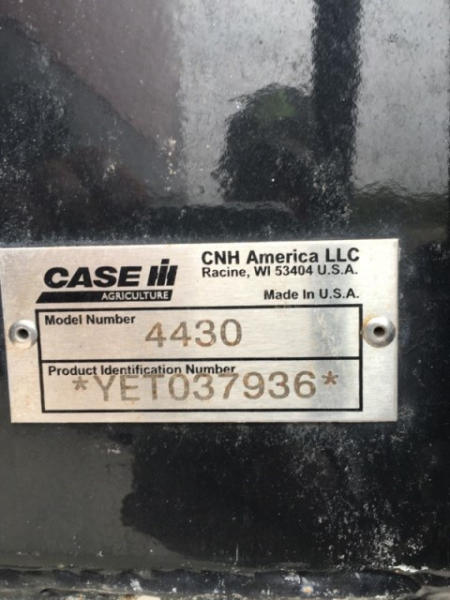 CNH America LLC
Racine, WI 53404 U.S.A.
CASE IH
AGRICULTURE
Made In U.S.A.
Model Number
4430
Product Identification Number
*YET037936*